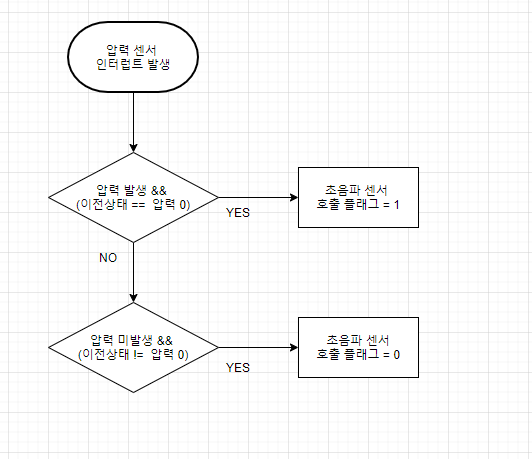 압력 센서
인터럽트 발생
압력 발생 &&
(이전상태 == 압력 0)
YES
초음파 센서
호출 플래그 = 1
NO
압력 미발생 &&
(이전상태 != 압력 0)
YES
초음파 센서
호출 플래그 = 0